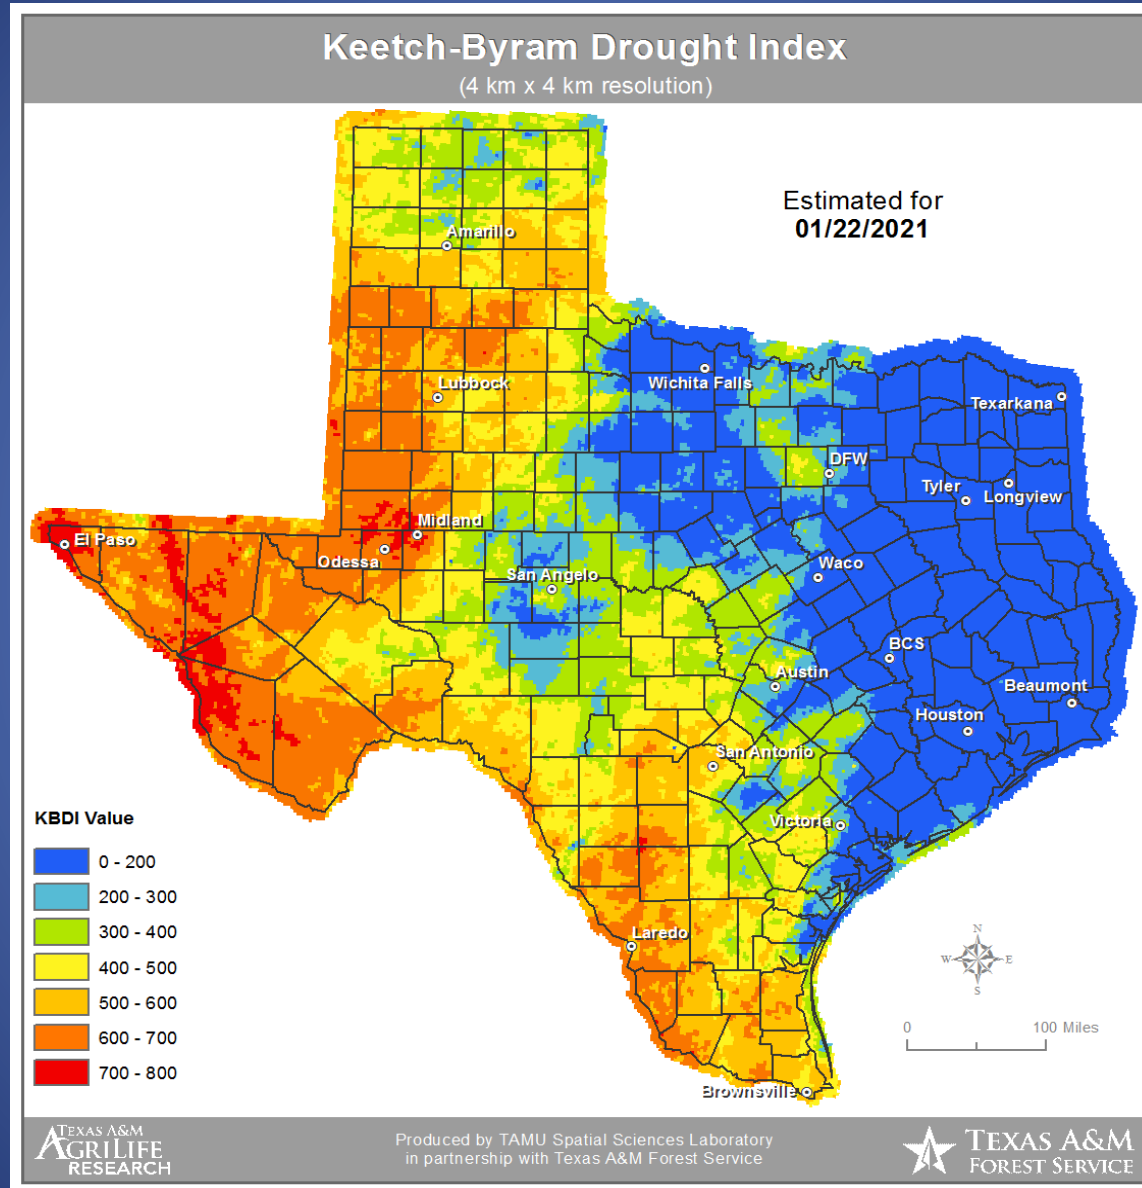 Keetch-Byram Drought Index
(4 km x 4 km resolution)
Estimated for
01/22/2021
Amarillo
Lubbock
Wichita Falls
Texarkana
DFW
Tyler
Longview
Midland
El Paso
Odessa
San Angelo
Waco
BCS
Austin
Beaumont
Houston
San Antonio
Victoria
Laredo
Brownsville
KBDI Value
0 - 200
200 - 300
300 - 400
400 - 500
500 - 600
600 - 700
700 - 800
N
W
E
S
0
100 Miles
TEXAS A&M
AGRILIFE
RESEARCH
Produced by TAMU Spatial Sciences Laboratory
in partnership with Texas A&M Forest Service
TEXAS A&M
FOREST SERVICE